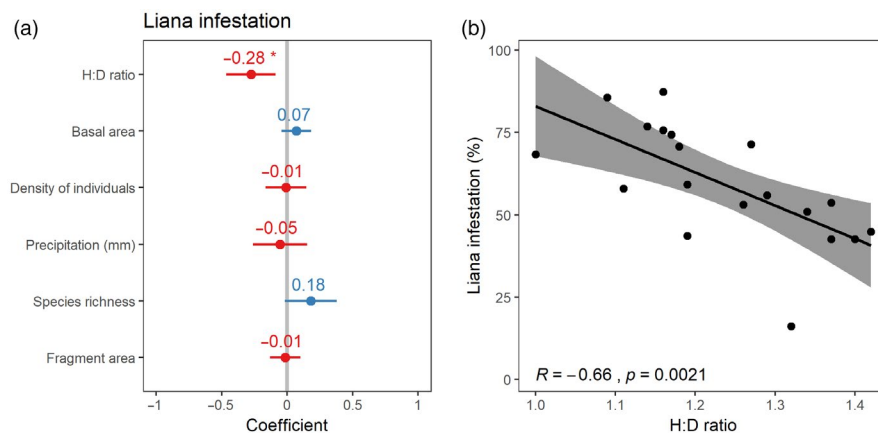 (a)
Liana infestation
H:D ratio
Basal area
Density of individuals
Precipitation (mm)
Species richness
Fragment area
−0.28 *
0.07
−0.01
−0.05
0.18
−0.01
−1
−0.5
0
0.5
1
Coefficient
(b)
Liana infestation (%)
100
75
50
25
0
R = −0.66 , p = 0.0021
1.0
1.1
1.2
1.3
1.4
H:D ratio